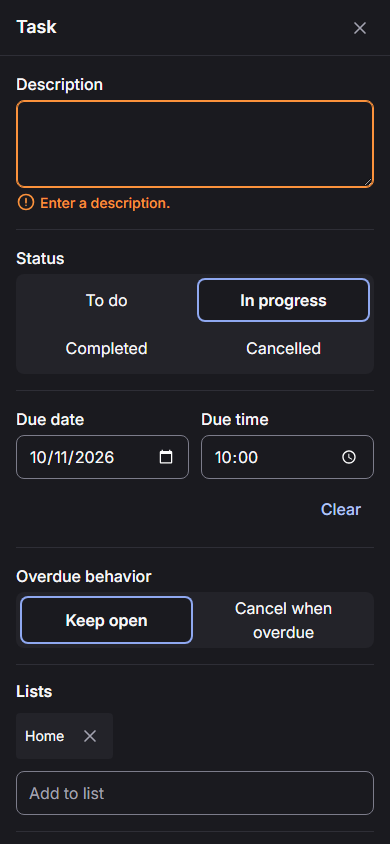 Task
Description
Enter a description.
Status
To do
In progress
Completed
Cancelled
Due date
Due time
10/11/2026
10:00
Clear
Overdue behavior
Keep open
Cancel when
overdue
Lists
Home
Add to list